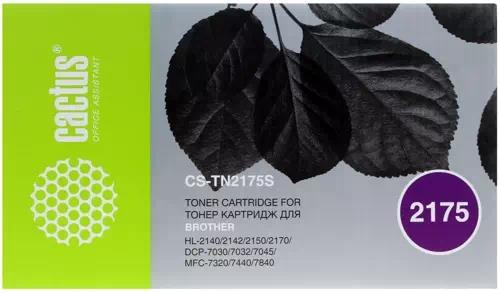 cactus®
OFFICE ASSISTANT
CS-TN2175S
TONER CARTRIDGE FOR
ТОНЕР КАРТРИДЖ ДЛЯ
BROTHER
HL-2140/2142/2150/2170/
DCP-7030/7032/7045/
MFC-7320/7440/7840
2175